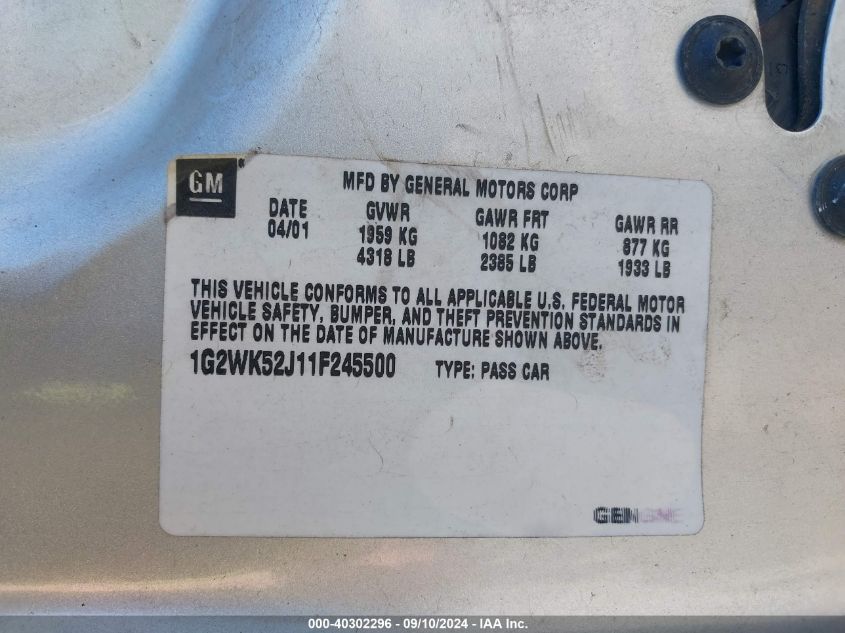 GM
MFD BY GENERAL MOTORS CORP
DATE GVWR GAWR FRT GAWR RR
04/01 1959 KG 1082 KG 877 KG
4318 LB 2385 LB 1933 LB
THIS VEHICLE CONFORMS TO ALL APPLICABLE U.S. FEDERAL MOTOR
VEHICLE SAFETY, BUMPER, AND THEFT PREVENTION STANDARDS IN
EFFECT ON THE DATE OF MANUFACTURE SHOWN ABOVE.
1G2WK52J11F245500 TYPE: PASS CAR
000-40302296 - 09/10/2024 - IAA Inc.